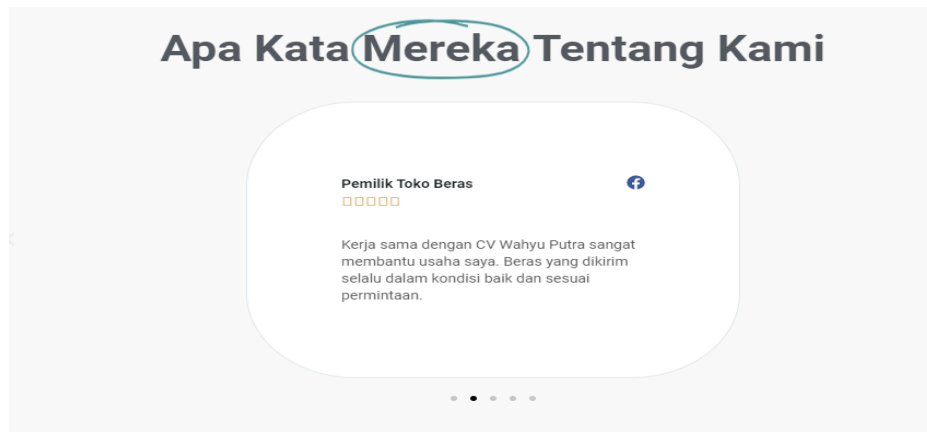 Apa Kata Mereka Tentang Kami
Pemilik Toko Beras
Kerja sama dengan CV Wahyu Putra sangat
membantu usaha saya. Beras yang dikirim
selalu dalam kondisi baik dan sesuai
permintaan.